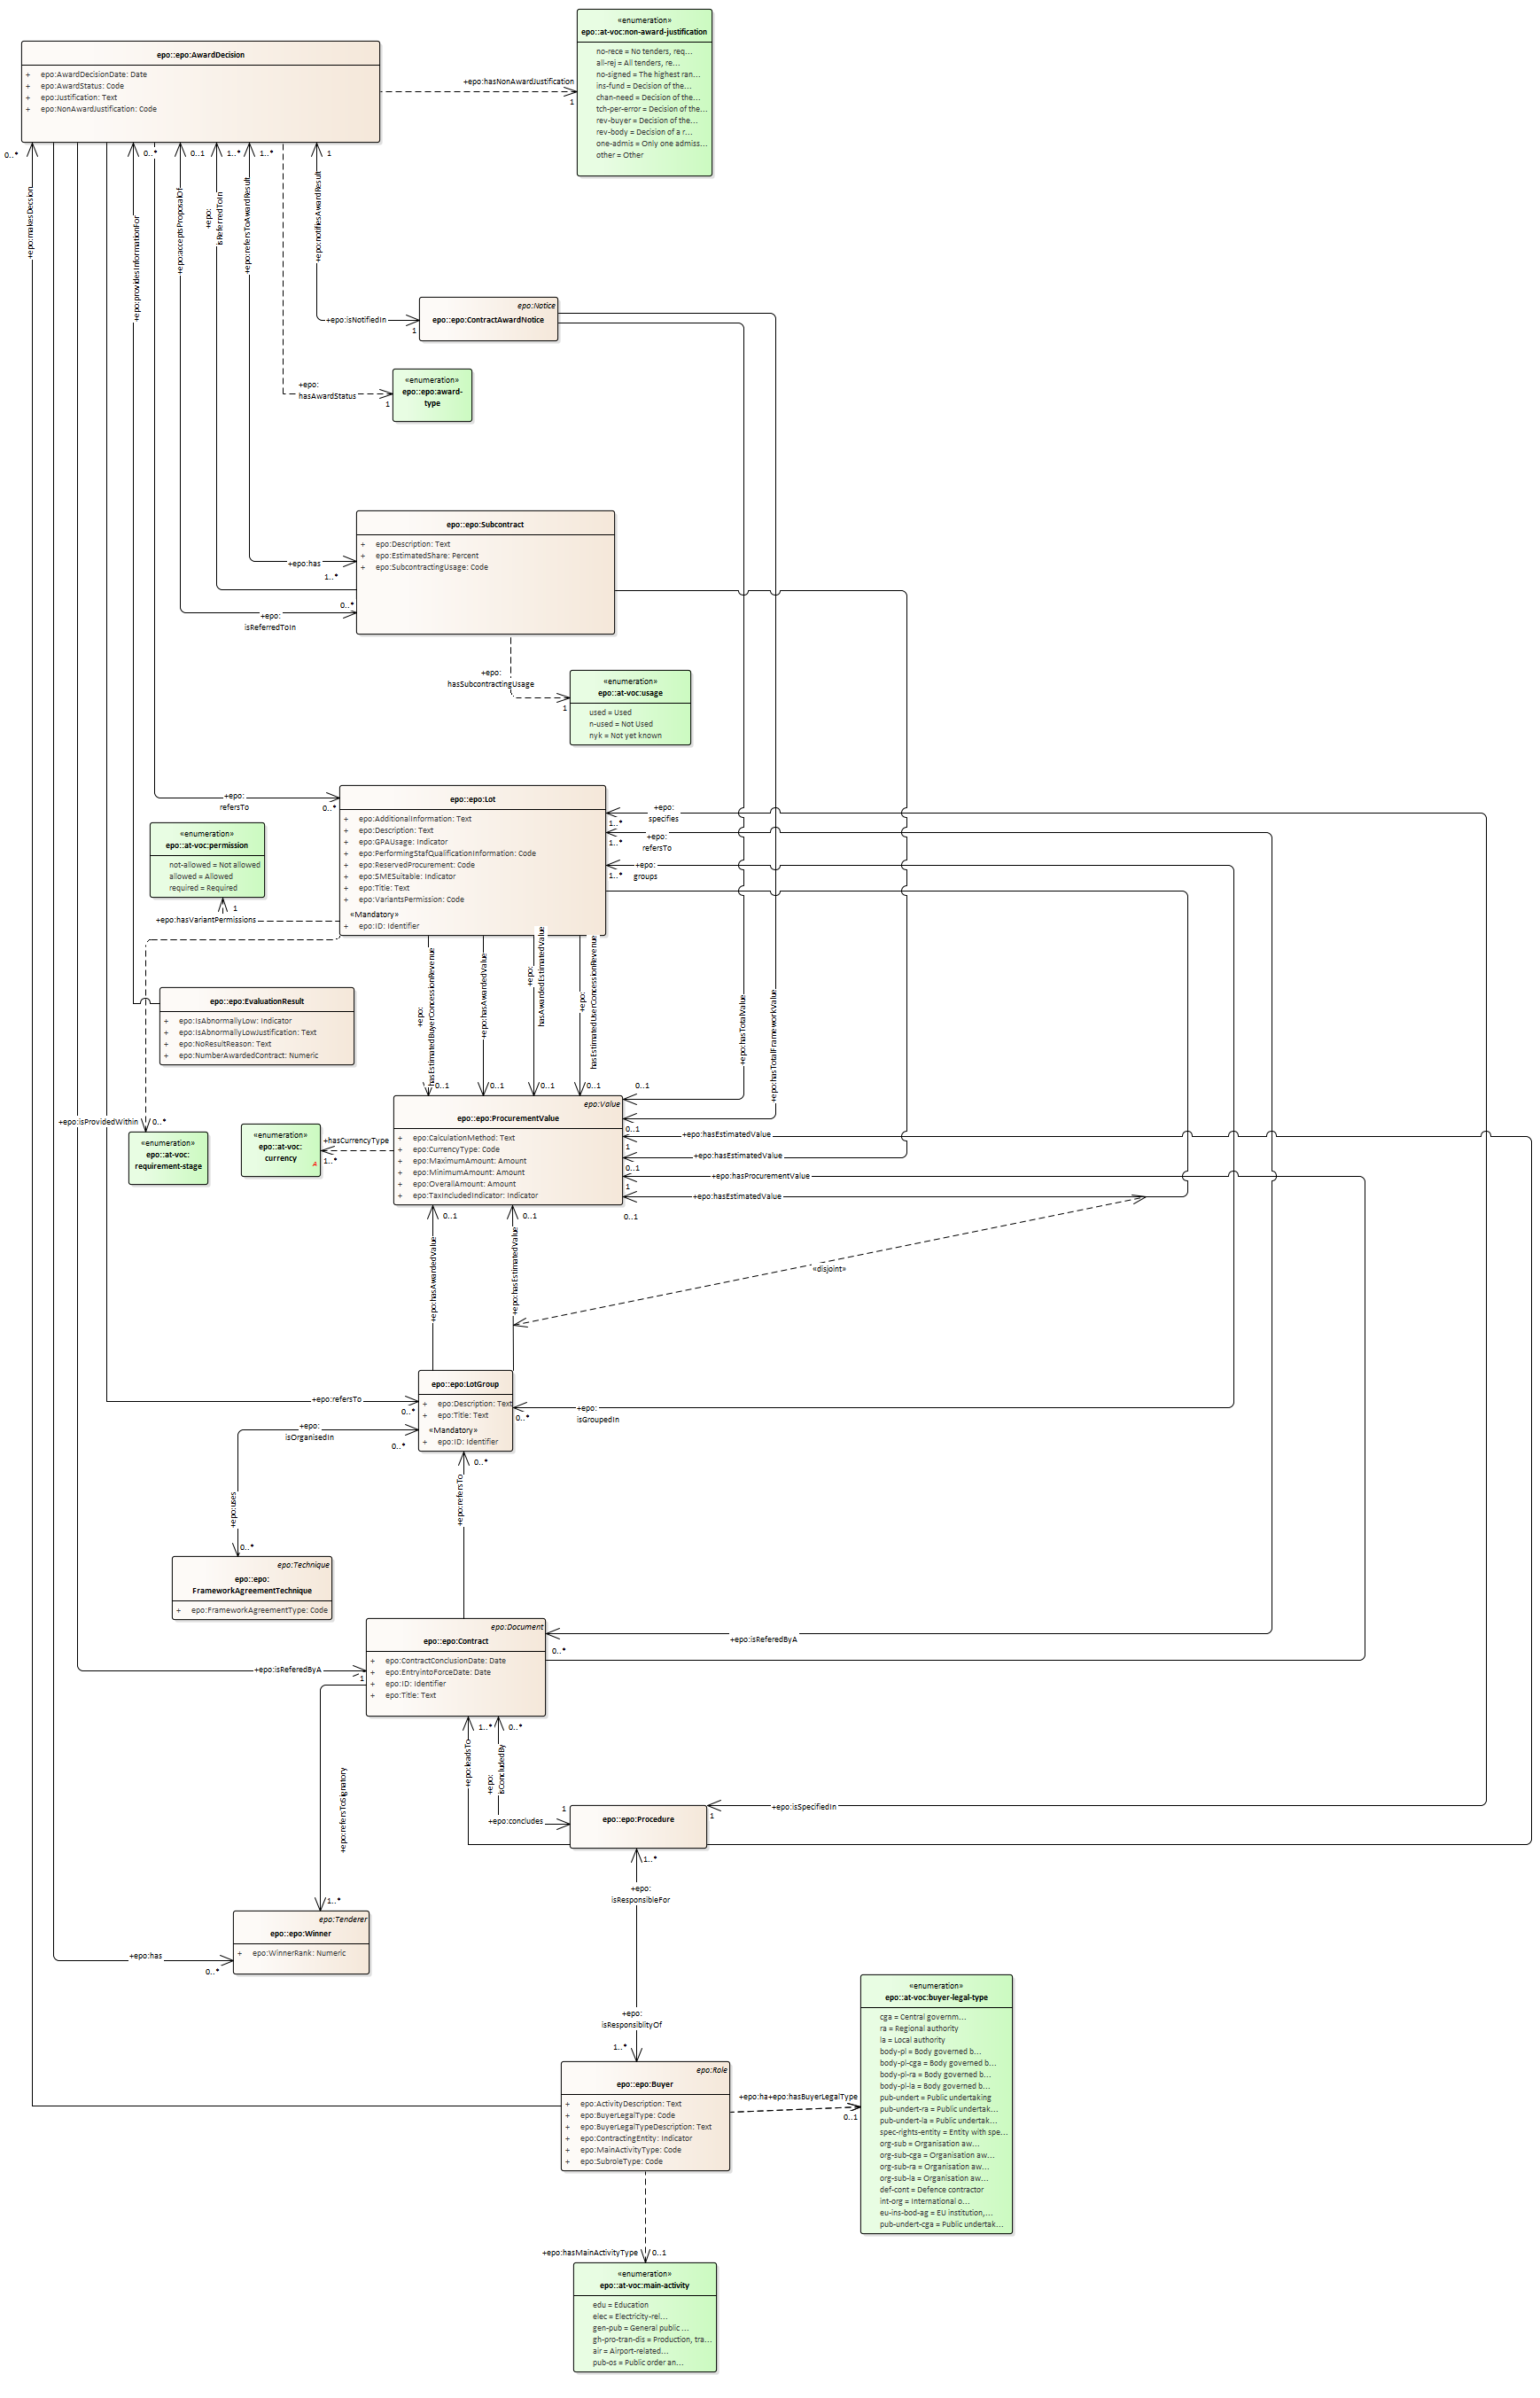 «enumeration»
epo::at-voc:non-award-justification
no-rece = No tenders, req...
all-rej = All tenders, re...
no-signed = The highest ran...
ins-fund = Decision of the...
chan-need = Decision of the...
tch-per-error = Decision of the...
rev-buyer = Decision of the...
rev-body = Decision of a r...
one-admis = Only one admiss...
other = Other
epo::epo:AwardDecision
+ epo:AwardDecisionDate: Date
+ epo:AwardStatus: Code
+ epo:Justification: Text
+ epo:NonAwardJustification: Code
+epo:hasNonAwardJustification
1
0..*
0..*
0..1
1..*
1..*
1
+epo:makesDecsion
+epo:providesInformationFor
+epo:acceptsProposalOf
+epo:
isReferredToIn
+epo:refersToAwardResult
+epo:notifiesAwardResult
epo:Notice
epo::epo:ContractAwardNotice
+epo:isNotifiedIn
1
«enumeration»
epo::epo:award-
type
+epo:
hasAwardStatus
1
epo::epo:Subcontract
+ epo:Description: Text
+ epo:EstimatedShare: Percent
+ epo:SubcontractingUsage: Code
+epo:has
1..*
0..*
+epo:
isReferredToIn
+epo:
hasSubcontractingUsage
1
«enumeration»
epo::at-voc:usage
used = Used
n-used = Not Used
nyk = Not yet known
epo::epo:Lot
+ epo:AdditionalInformation: Text
+ epo:Description: Text
+ epo:GPAUsage: Indicator
+ epo:PerformingStafQualificationInformation: Code
+ epo:ReservedProcurement: Code
+ epo:SMESuitable: Indicator
+ epo:Title: Text
+ epo:VariantsPermission: Code
«Mandatory»
+ epo:ID: Identifier
+epo:
refersTo
0..*
+epo:
specifies
1..*
+epo:
refersTo
1..*
+epo:
groups
1..*
«enumeration»
epo::at-voc:permission
not-allowed = Not allowed
allowed = Allowed
required = Required
1
+epo:hasVariantPermissions
epo::epo:EvaluationResult
+ epo:IsAbnormallyLow: Indicator
+ epo:IsAbnormallyLowJustification: Text
+ epo:NoResultReason: Text
+ epo:NumberAwardedContract: Numeric
+epo:
hasEstimatedBuyerConcessionRevenue
+epo:hasAwardedValue
+epo:
hasAwardedEstimatedValue
+epo:
hasEstimatedUserConcessionRevenue
+epo:hasTotalValue
+epo:hasTotalFrameworkValue
0..1
0..1
0..1
0..1
0..1
+epo:isProvidedWithin
0..*
«enumeration»
epo::at-voc:
requirement-stage
«enumeration»
epo::at-voc:
currency
A
+hasCurrencyType
1..*
epo:Value
epo::epo:ProcurementValue
+ epo:CalculationMethod: Text
+ epo:CurrencyType: Code
+ epo:MaximumAmount: Amount
+ epo:MinimumAmount: Amount
+ epo:OverallAmount: Amount
+ epo:TaxIncludedIndicator: Indicator
0..1
+epo:hasEstimatedValue
1
+epo:hasEstimatedValue
0..1
+epo:hasProcurementValue
1
+epo:hasEstimatedValue
0..1
0..1
0..1
+epo:hasAwardedValue
+epo:hasEstimatedValue
«disjoint»
epo::epo:LotGroup
+ epo:Description: Text
+ epo:Title: Text
«Mandatory»
+ epo:ID: Identifier
+epo:refersTo
0..*
0..*
+epo:
isGroupedIn
+epo:
isOrganisedIn
0..*
0..*
+epo:refersTo
+epo:uses
0..*
epo:Technique
epo::epo:
FrameworkAgreementTechnique
+ epo:FrameworkAgreementType: Code
epo:Document
epo::epo:Contract
+ epo:ContractConclusionDate: Date
+ epo:EntryintoForceDate: Date
+ epo:ID: Identifier
+ epo:Title: Text
+epo:isReferedByA
0..*
+epo:isReferedByA
1
1..*
0..*
+epo:leadsTo
+epo:
isConcludedBy
+epo:refersToSignatory
1
+epo:concludes
epo::epo:Procedure
+epo:isSpecifiedIn
1
1..*
+epo:
isResponsibleFor
1..*
epo:Tenderer
epo::epo:Winner
+ epo:WinnerRank: Numeric
+epo:has
0..*
+epo:
isResponsiblityOf
1..*
epo:Role
epo::epo:Buyer
+ epo:ActivityDescription: Text
+ epo:BuyerLegalType: Code
+ epo:BuyerLegalTypeDescription: Text
+ epo:ContractingEntity: Indicator
+ epo:MainActivityType: Code
+ epo:SubroleType: Code
+epo:ha+epo:hasBuyerLegalType
0..1
«enumeration»
epo::at-voc:buyer-legal-type
cga = Central governm...
ra = Regional authority
la = Local authority
body-pl = Body governed b...
body-pl-cga = Body governed b...
body-pl-ra = Body governed b...
body-pl-la = Body governed b...
pub-undert = Public undertaking
pub-undert-ra = Public undertak...
pub-undert-la = Public undertak...
spec-rights-entity = Entity with spe...
org-sub = Organisation aw...
org-sub-cga = Organisation aw...
org-sub-ra = Organisation aw...
org-sub-la = Organisation aw...
def-cont = Defence contractor
int-org = International o...
eu-ins-bod-ag = EU institution,...
pub-undert-cga = Public undertak...
+epo:hasMainActivityType
0..1
«enumeration»
epo::at-voc:main-activity
edu = Education
elec = Electricity-rel...
gen-pub = General public ...
gh-pro-tran-dis = Production, tra...
air = Airport-related...
pub-os = Public order an...